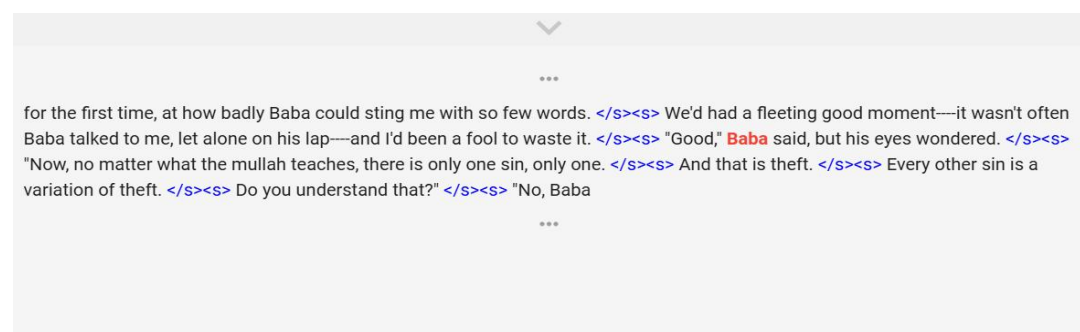 ...
for the first time, at how badly Baba could sting me with so few words. </s><s> We'd had a fleeting good moment----it wasn't often
Baba talked to me, let alone on his lap----and I'd been a fool to waste it. </s><s> "Good," Baba said, but his eyes wondered. </s><s>
"Now, no matter what the mullah teaches, there is only one sin, only one. </s><s> And that is theft. </s><s> Every other sin is a
variation of theft. </s><s> Do you understand that?" </s><s> "No, Baba
...